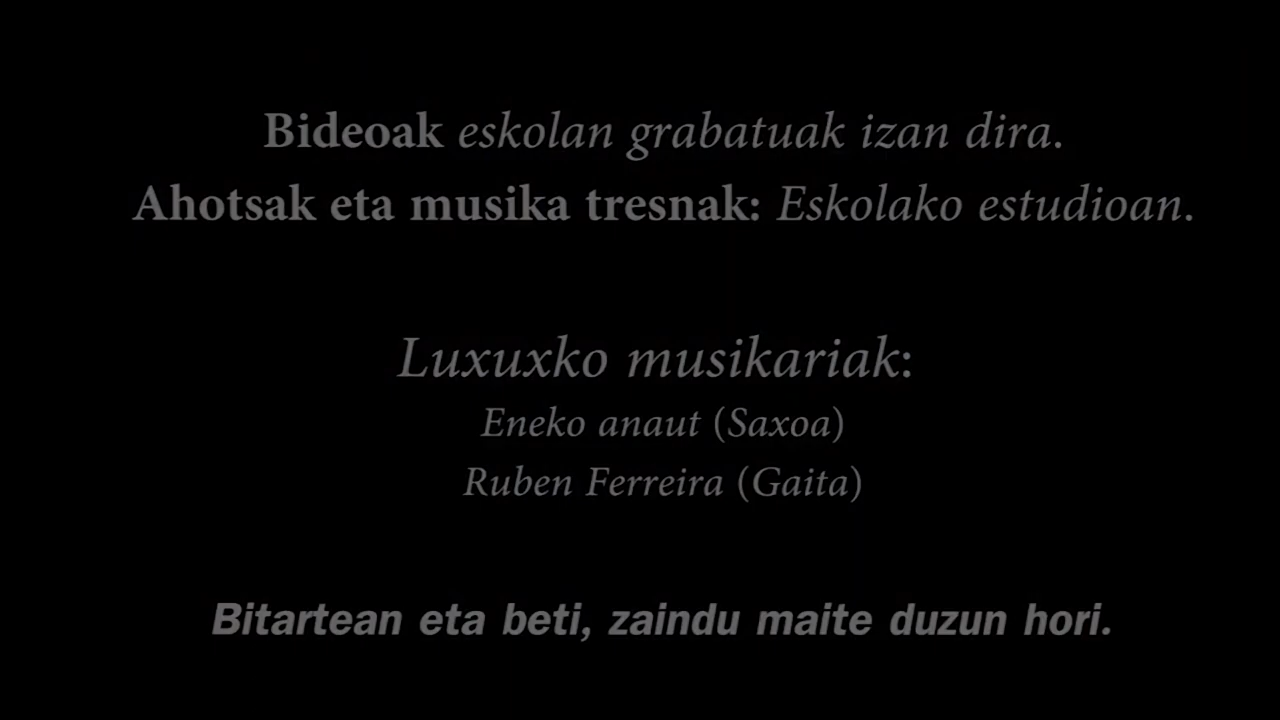 Bideoak eskolan grabatuak izan dira.
Ahotsak eta musika tresnak: Eskolako estudioan.
Luxuxko musikariak:
Eneko anaut (Saxoa)
Ruben Ferreira (Gaita)
Bitartean eta beti, zaindu maite duzun hori.